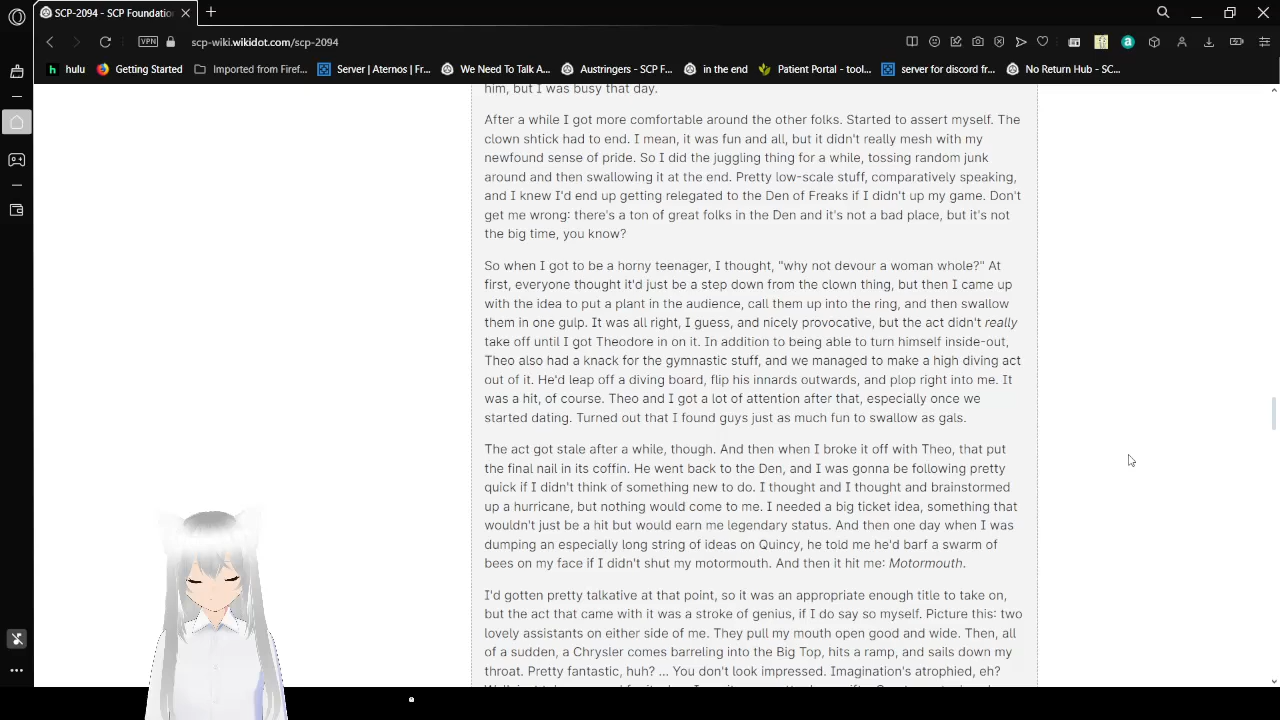 SCP-2094 - SCP Foundatio
VPN
scp-wiki.wikidot.com/scp-2094
hulu
Getting Started
Imported from Firef...
Server | Aternos | Fr...
We Need To Talk A...
Austringers - SCP F...
in the end
Patient Portal - tool...
server for discord fr...
No Return Hub - SC...
him, but I was busy that day.
After a while I got more comfortable around the other folks. Started to assert myself. The
clown shtick had to end. I mean, it was fun and all, but it didn't really mesh with my
newfound sense of pride. So I did the juggling thing for a while, tossing random junk
around and then swallowing it at the end. Pretty low-scale stuff, comparatively speaking,
and I knew I'd end up getting relegated to the Den of Freaks if I didn't up my game. Don't
get me wrong: there's a ton of great folks in the Den and it's not a bad place, but it's not
the big time, you know?
So when I got to be a horny teenager, I thought, "why not devour a woman whole?" At
first, everyone thought it'd just be a step down from the clown thing, but then I came up
with the idea to put a plant in the audience, call them up into the ring, and then swallow
them in one gulp. It was all right, I guess, and nicely provocative, but the act didn't really
take off until I got Theodore in on it. In addition to being able to turn himself inside-out,
Theo also had a knack for the gymnastic stuff, and we managed to make a high diving act
out of it. He'd leap off a diving board, flip his innards outwards, and plop right into me. It
was a hit, of course. Theo and I got a lot of attention after that, especially once we
started dating. Turned out that I found guys just as much fun to swallow as gals.
The act got stale after a while, though. And then when I broke it off with Theo, that put
the final nail in its coffin. He went back to the Den, and I was gonna be following pretty
quick if I didn't think of something new to do. I thought and I thought and brainstormed
up a hurricane, but nothing would come to me. I needed a big ticket idea, something that
wouldn't just be a hit but would earn me legendary status. And then one day when I was
dumping an especially long string of ideas on Quincy, he told me he'd barf a swarm of
bees on my face if I didn't shut my motormouth. And then it hit me: Motormouth.
I'd gotten pretty talkative at that point, so it was an appropriate enough title to take on,
but the act that came with it was a stroke of genius, if I do say so myself. Picture this: two
lovely assistants on either side of me. They pull my mouth open good and wide. Then, all
of a sudden, a Chrysler comes barreling into the Big Top, hits a ramp, and sails down my
throat. Pretty fantastic, huh? ... You don't look impressed. Imagination's atrophied, eh?